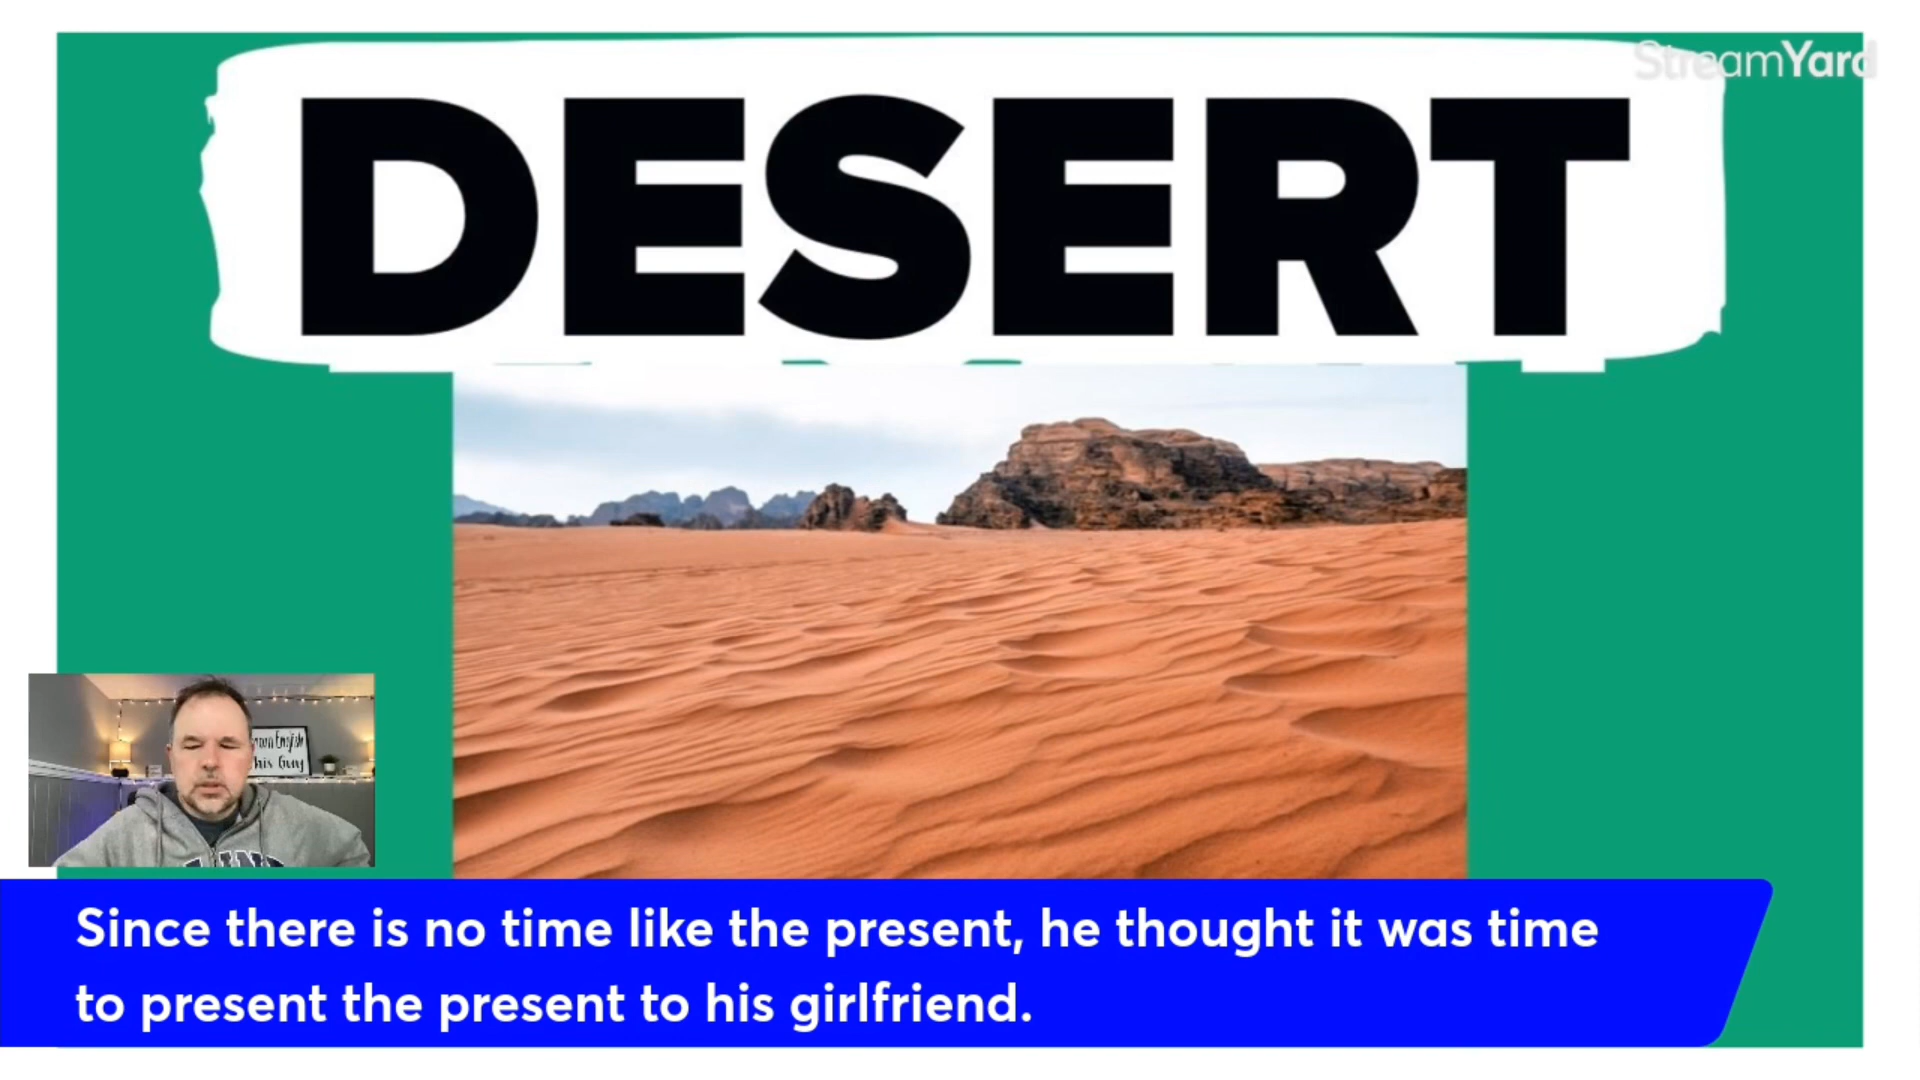 StreamYard
DESERT
Since there is no time like the present, he thought it was time
to present the present to his girlfriend.